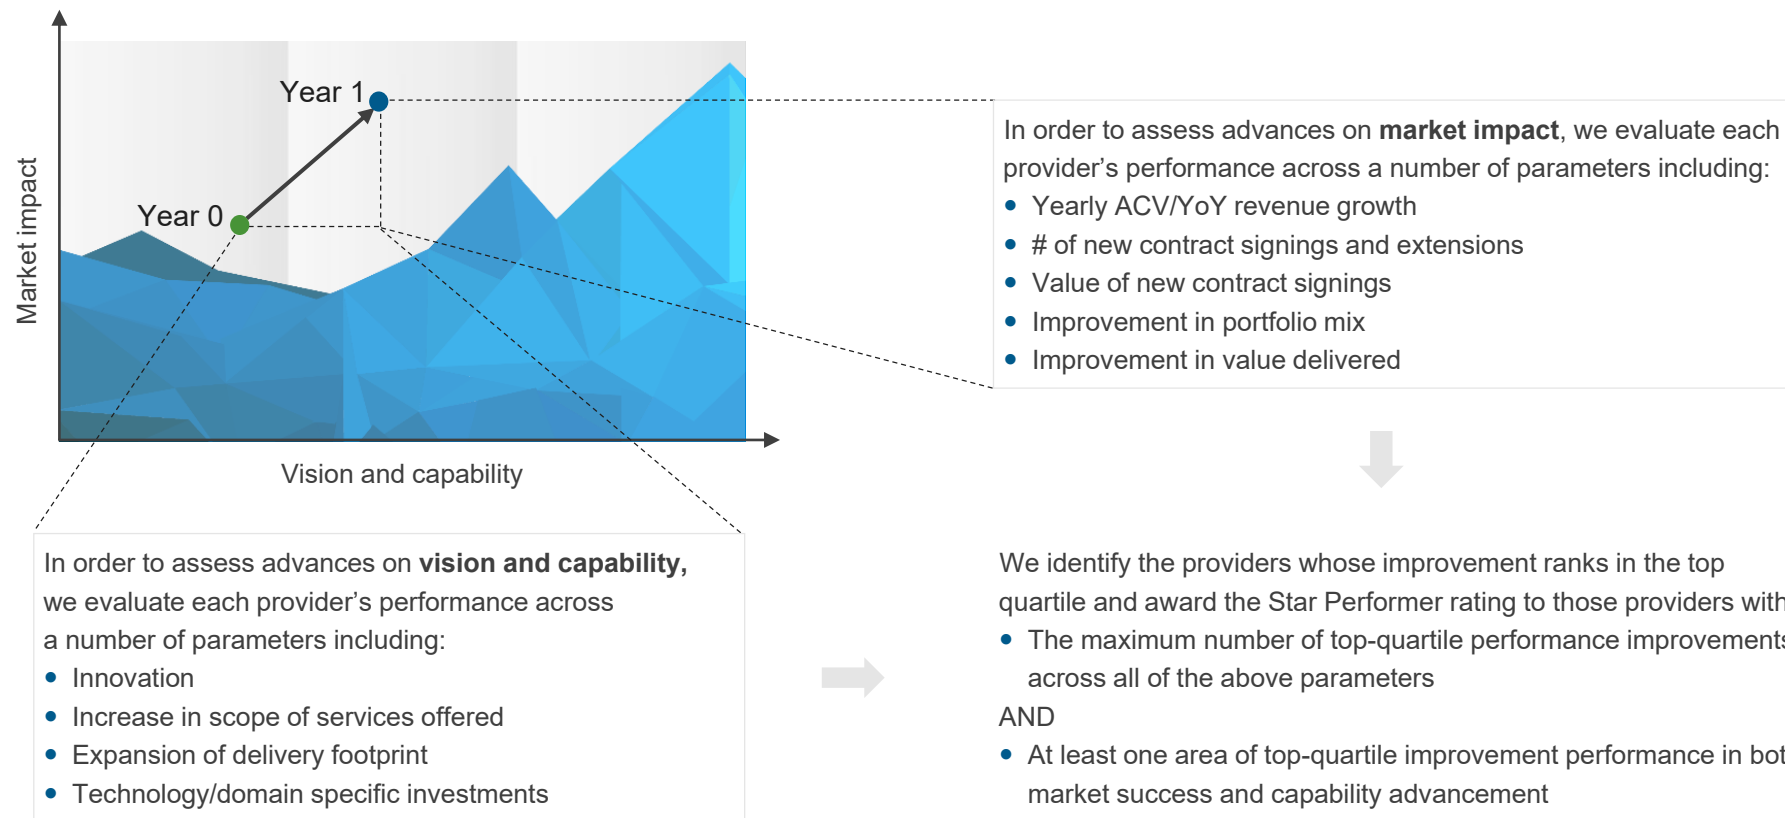 Year 1
Year 0
Market impact
Vision and capability
In order to assess advances on market impact, we evaluate each
provider’s performance across a number of parameters including:
• Yearly ACV/YoY revenue growth
• # of new contract signings and extensions
• Value of new contract signings
• Improvement in portfolio mix
• Improvement in value delivered
In order to assess advances on vision and capability,
we evaluate each provider’s performance across
a number of parameters including:
• Innovation
• Increase in scope of services offered
• Expansion of delivery footprint
• Technology/domain specific investments
We identify the providers whose improvement ranks in the top
quartile and award the Star Performer rating to those providers with
• The maximum number of top-quartile performance improvements
across all of the above parameters
AND
• At least one area of top-quartile improvement performance in bot
market success and capability advancement